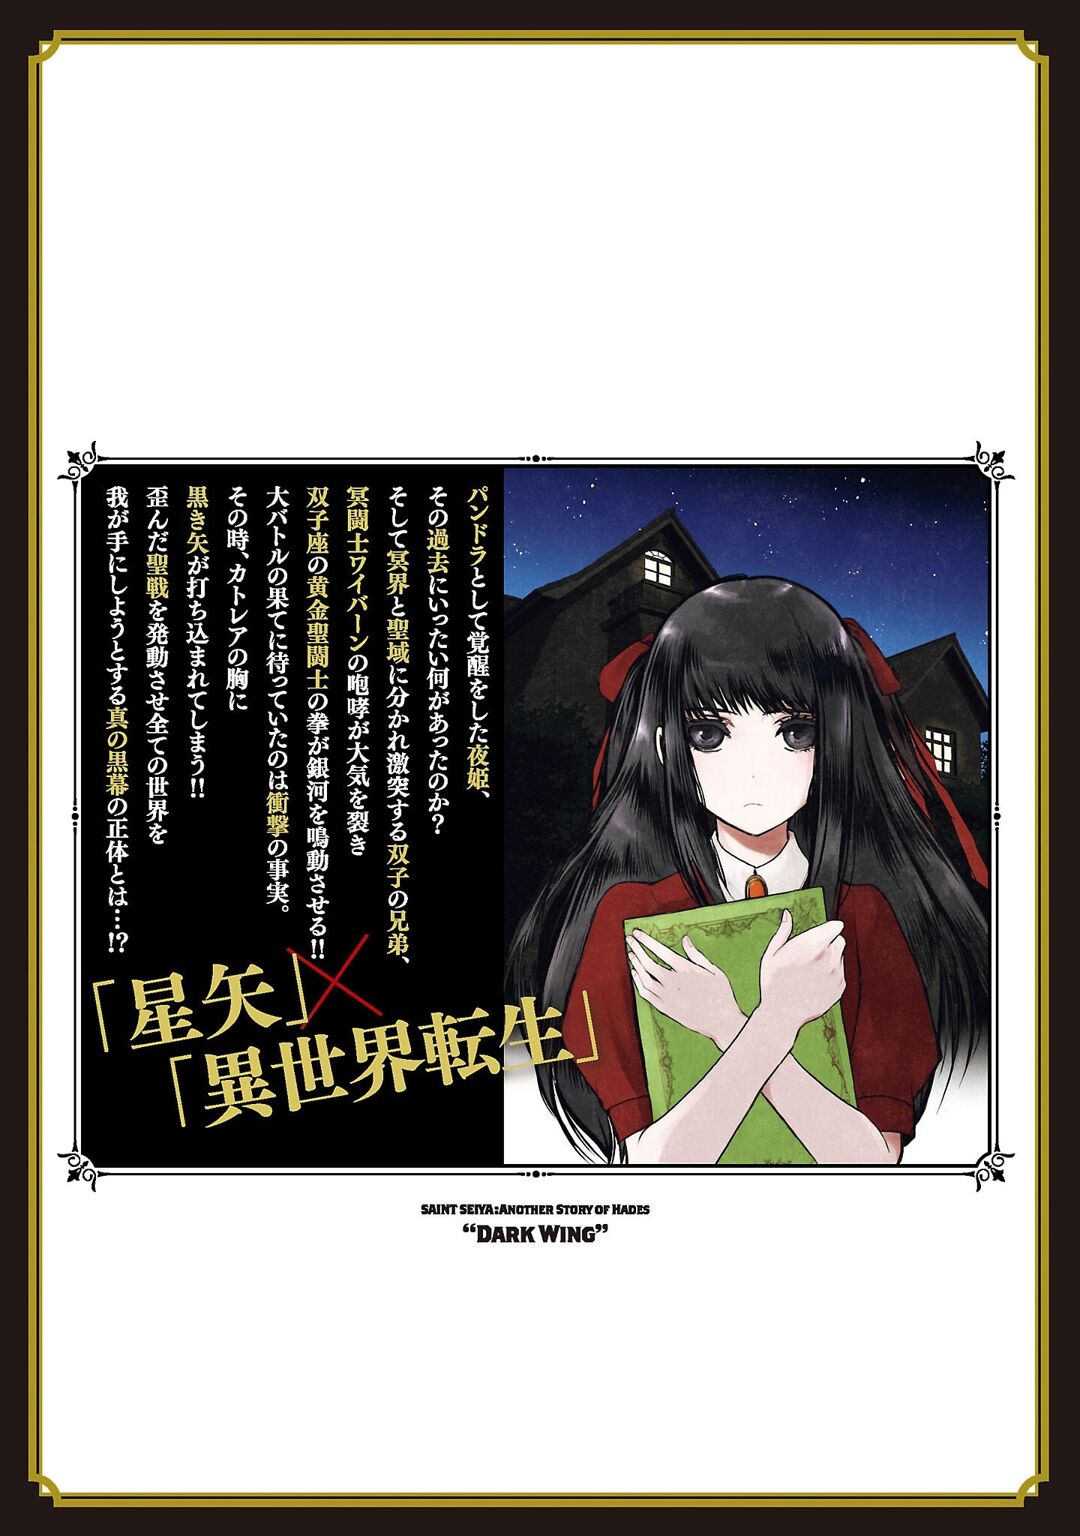 パンドラとして覚醒をした夜姫、
その過去にいったい何があったのか?
そして冥界と聖域に分かれ激突する双子の兄弟、
冥闘士ワイバーンの咆哮が大気を裂き
双子座の黄金聖闘士の拳が銀河を鳴動させる!!
大バトルの果てに待っていたのは衝撃の事実。
その時、カトレアの胸に
黒き矢が打ち込まれてしまう!!
歪んだ聖戦を発動させ全ての世界を
我が手にしようとする真の黒幕の正体とは…!?
「星矢」×
「異世界転生」
SAINT SEIYA:ANOTHER STORY OF HADES
“DARK WING”